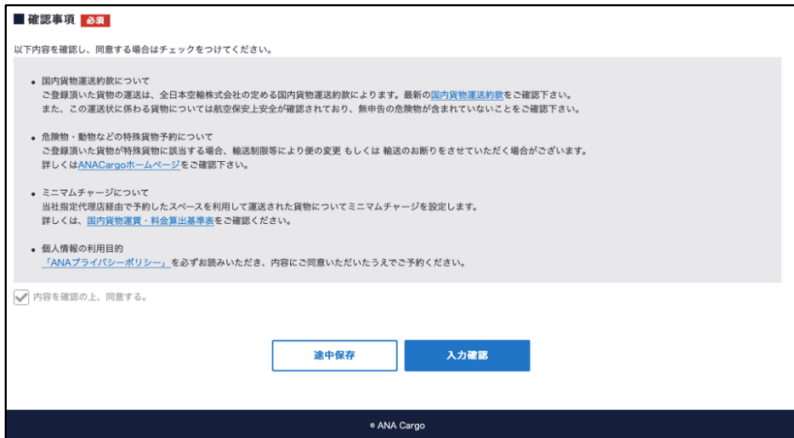 ■ 確認事項 必須
以下内容を確認し、同意する場合はチェックをつけてください。
• 国内貨物運送約款について
ご登録頂いた貨物の運送は、全日本空輸株式会社の定める国内貨物運送約款によります。最新の国内貨物運送約款をご確認下さい。
また、この運送状に係わる貨物については航空保安上安全が確認されており、無申告の危険物が含まれていないことをご確認下さい。
• 危険物・動物などの特殊貨物予約について
ご登録頂いた貨物が特殊貨物に該当する場合、輸送制限等により便の変更 もしくは 輸送のお断りをさせていただく場合がございます。
詳しくはANACargoホームページをご確認下さい。
• ミニマムチャージについて
当社指定代理店経由で予約したスペースを利用して運送された貨物についてミニマムチャージを設定します。
詳しくは、国内貨物運賃・料金算出基準表をご確認ください。
• 個人情報の利用目的
「ANAプライバシーポリシー」を必ずお読みいただき、内容にご同意いただいたうえでご予約ください。
内容を確認の上、同意する。
途中保存 入力確認
© ANA Cargo